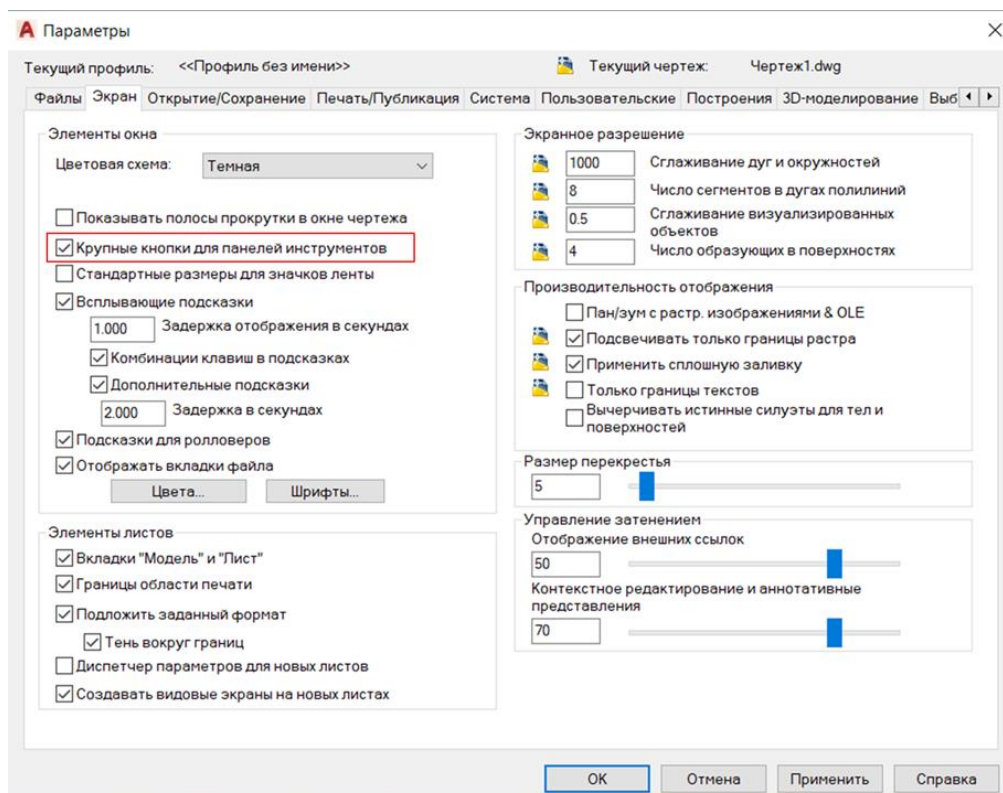 Параметры
Текущий профиль: <<Профиль без имени>> Текущий чертеж: Чертеж1.dwg
Файлы Экран Открытие/Сохранение Печать/Публикация Система Пользовательские Построения 3D-моделирование Выб
Элементы окна
Цветовая схема: Темная
Показывать полосы прокрутки в окне чертежа
Крупные кнопки для панелей инструментов
Стандартные размеры для значков ленты
Всплывающие подсказки
1.000 Задержка отображения в секундах
Комбинации клавиш в подсказках
Дополнительные подсказки
2.000 Задержка в секундах
Подсказки для ролловеров
Отображать вкладки файла
Цвета... Шрифты...
Элементы листов
Вкладки "Модель" и "Лист"
Границы области печати
Подложить заданный формат
Тень вокруг границ
Диспетчер параметров для новых листов
Создавать видовые экраны на новых листах
Экранное разрешение
1000 Сглаживание дуг и окружностей
8 Число сегментов в дугах полилиний
0.5 Сглаживание визуализированных
объектов
4 Число образующих в поверхностях
Производительность отображения
Пан/зум с растр. изображениями & OLE
Подсвечивать только границы растра
Применить сплошную заливку
Только границы текстов
Вычерчивать истинные силуэты для тел и
поверхностей
Размер перекрестья
5
Управление затенением
Отображение внешних ссылок
50
Контекстное редактирование и аннотативные
представления
70
OK Отмена Применить Справка